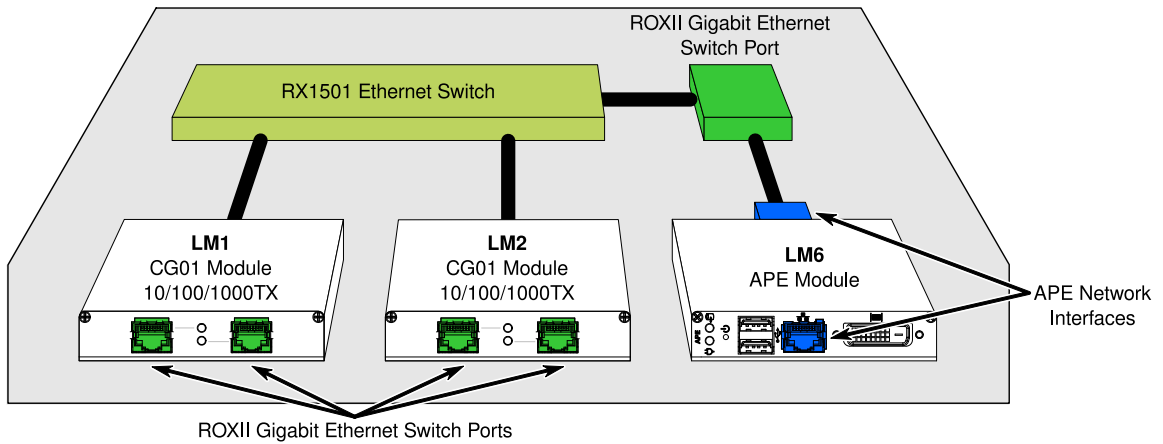 ROXII Gigabit Ethernet
Switch Port
RX1501 Ethernet Switch
LM1
CG01 Module
10/100/1000TX
LM2
CG01 Module
10/100/1000TX
LM6
APE Module
APE Network
Interfaces
APE
ROXII Gigabit Ethernet Switch Ports